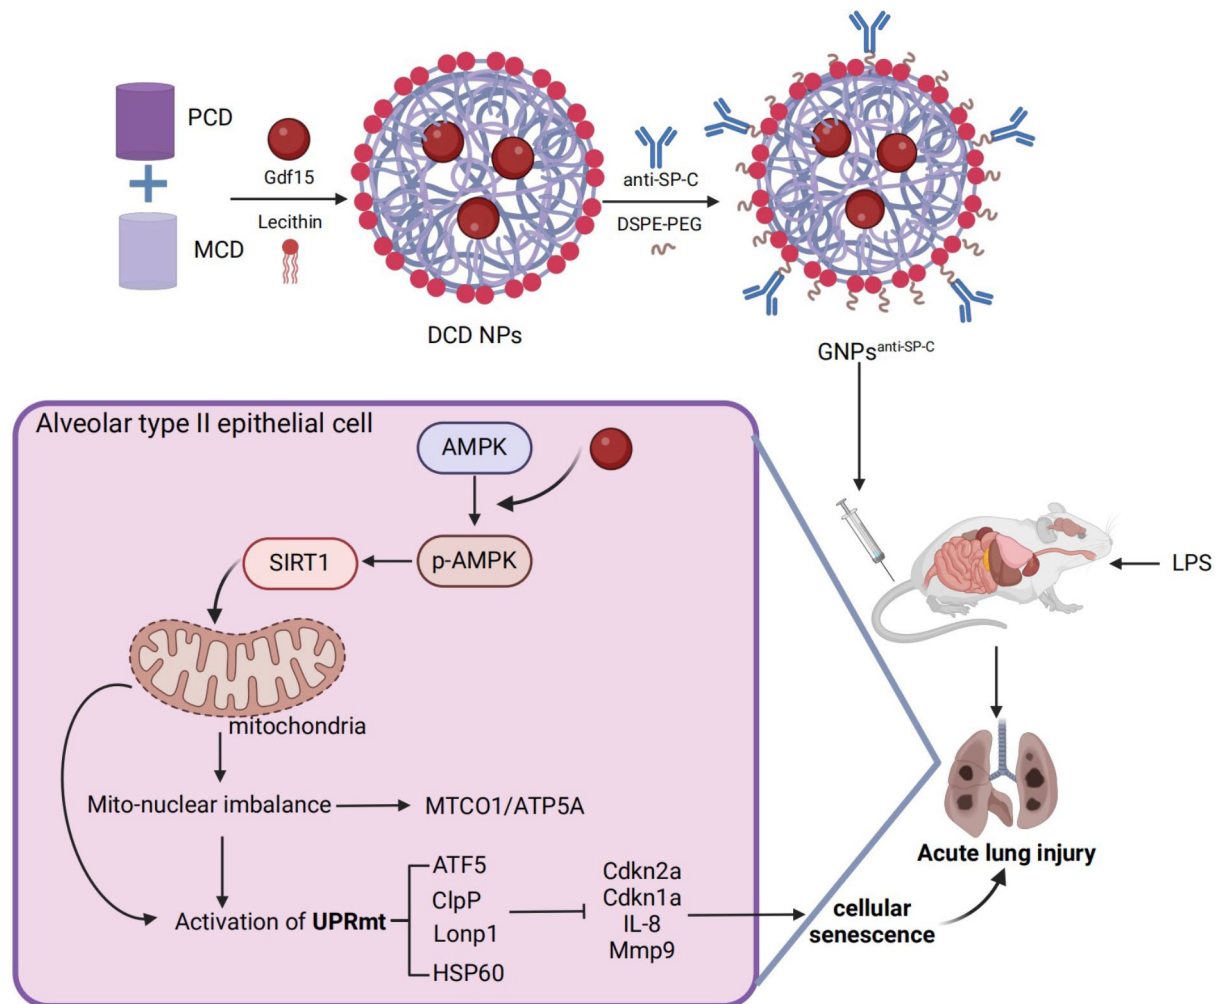 PCD
MCD
Gdf15
Lecithin
DCD NPs
anti-SP-C
DSPE-PEG
GNPsanti-SP-C
Alveolar type II epithelial cell
AMPK
p-AMPK
SIRT1
mitochondria
Mito-nuclear imbalance
MTCO1/ATP5A
Activation of UPRmt
ATF5
ClpP
Lonp1
HSP60
Cdkn2a
Cdkn1a
IL-8
Mmp9
cellular
senescence
LPS
Acute lung injury